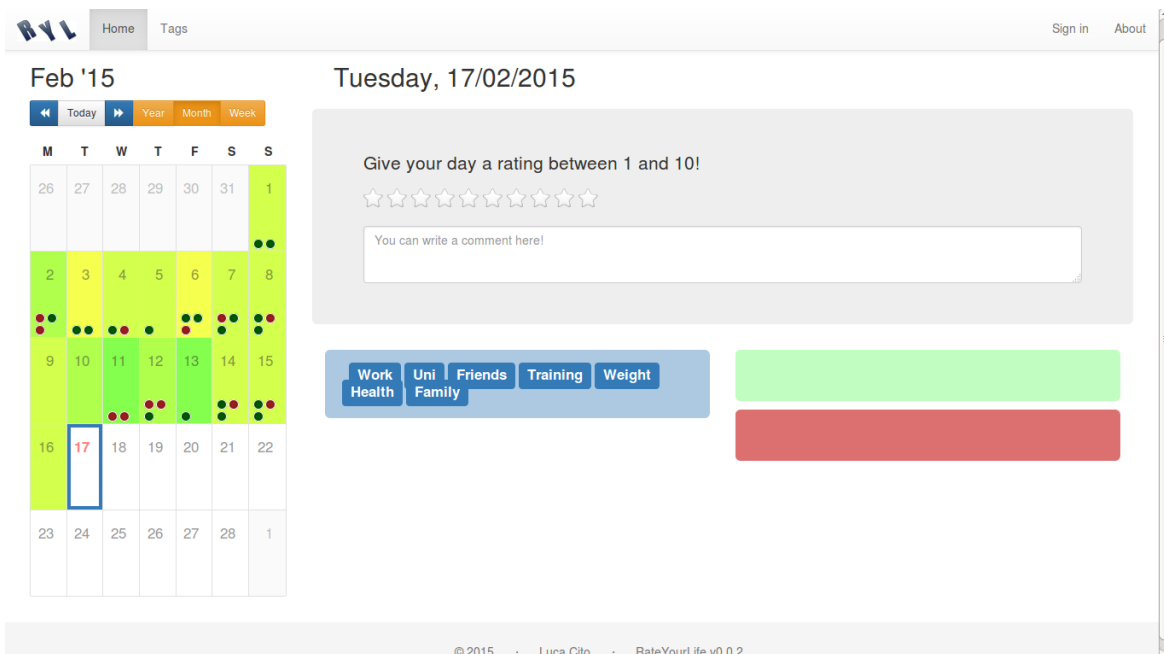 RYL Home Tags Sign in About
Feb '15
Tuesday, 17/02/2015
Today Year Month Week
M T W T F S S
26 27 28 29 30 31 1
2 3 4 5 6 7 8
9 10 11 12 13 14 15
16 17 18 19 20 21 22
23 24 25 26 27 28 1
Give your day a rating between 1 and 10!
You can write a comment here!
Work Uni Friends Training Weight
Health Family
© 2015 · Luca Cito · RateYourLife v0.0.2